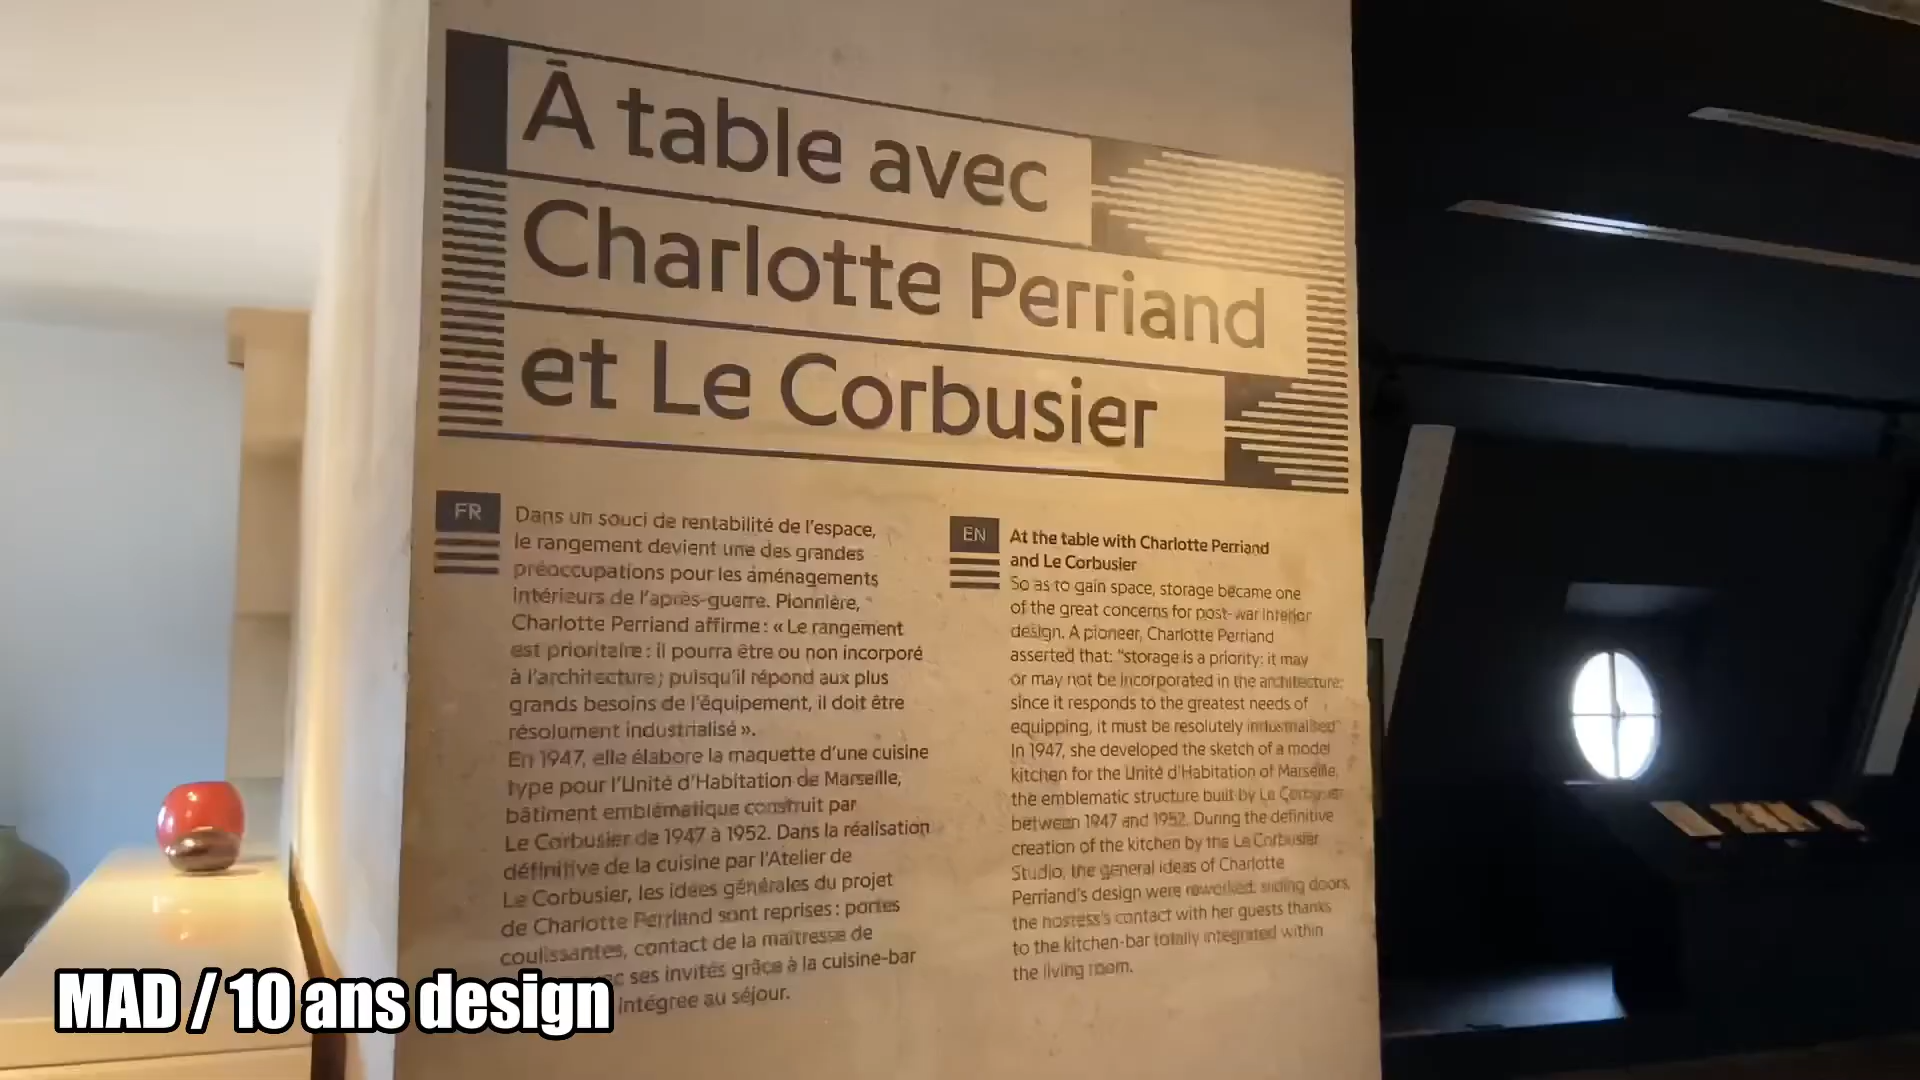 À table avec
Charlotte Perriand
et Le Corbusier
FR
Dans un souci de rentabilité de l'espace,
le rangement devient une des grandes
préoccupations pour les aménagements
intérieurs de l'après-guerre. Pionnière,
Charlotte Perriand affirme : « Le rangement
est prioritaire : il pourra être ou non incorporé
à l'architecture ; puisqu'il répond aux plus
grands besoins de l'équipement, il doit être
résolument industrialisé ».
En 1947, elle élabore la maquette d'une cuisine
type pour l'Unité d'Habitation de Marseille,
bâtiment emblématique construit par
Le Corbusier de 1947 à 1952. Dans la réalisation
définitive de la cuisine par l'Atelier de
Le Corbusier, les idées générales du projet
de Charlotte Perriand sont reprises : portes
coulissantes, contact de la maîtresse de
ses invités grâce à la cuisine-bar
intégrée au séjour.
EN
At the table with Charlotte Perriand
and Le Corbusier
So as to gain space, storage became one
of the great concerns for post-war interior
design. A pioneer, Charlotte Perriand
asserted that: "storage is a priority: it may
or may not be incorporated in the architecture;
since it responds to the greatest needs of
equipping, it must be resolutely industrialised"
In 1947, she developed the sketch of a model
kitchen for the Unité d'Habitation of Marseille,
the emblematic structure built by Le Corbusier
between 1947 and 1952. During the definitive
creation of the kitchen by the Le Corbusier
Studio, the general ideas of Charlotte
Perriand's design were reworked: sliding doors,
the hostess's contact with her guests thanks
to the kitchen-bar totally integrated within
the living room.
MAD / 10 ans design